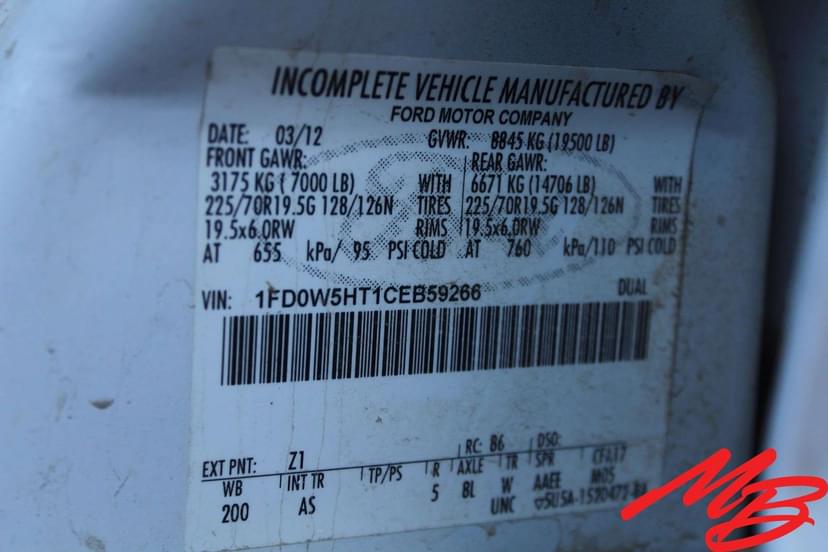 INCOMPLETE VEHICLE MANUFACTURED BY
FORD MOTOR COMPANY
DATE: 03/12 GVWR: 8845 KG (19500 LB)
FRONT GAWR: REAR GAWR:
3175 KG ( 7000 LB) WITH 6671 KG (14706 LB) WITH
225/70R19.5G 128/126N TIRES 225/70R19.5G 128/126N TIRES
19.5x6.0RW RIMS 19.5x6.0RW RIMS
AT 655 kPa/ 95 PSI COLD AT 760 kPa/110 PSI COLD
VIN: 1FD0W5HT1CEB59266 DUAL
EXT PNT: Z1 RC: 86 DSO:
WB INT TR TP/PS R AXLE TR SPR
200 AS 5 8L W AAEE
UNC
MB